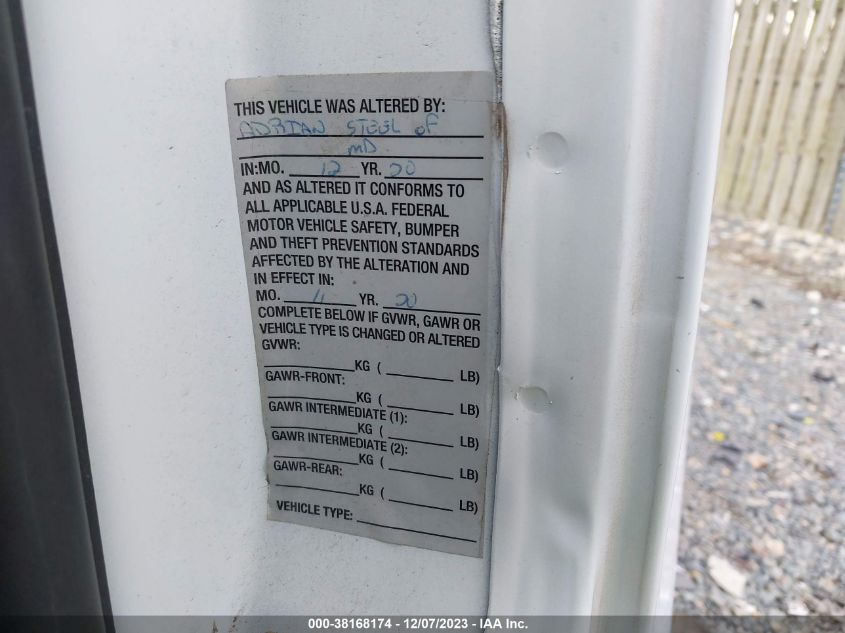 THIS VEHICLE WAS ALTERED BY:
ADRIAN STEEL of
MD
IN:MO. 12 YR. 20
AND AS ALTERED IT CONFORMS TO
ALL APPLICABLE U.S.A. FEDERAL
MOTOR VEHICLE SAFETY, BUMPER
AND THEFT PREVENTION STANDARDS
AFFECTED BY THE ALTERATION AND
IN EFFECT IN:
MO. YR. 20
COMPLETE BELOW IF GVWR, GAWR OR
VEHICLE TYPE IS CHANGED OR ALTERED
GVWR:
KG ( LB)
GAWR-FRONT:
KG ( LB)
GAWR INTERMEDIATE (1):
KG ( LB)
GAWR INTERMEDIATE (2):
KG ( LB)
GAWR-REAR:
KG ( LB)
VEHICLE TYPE:
000-38168174 - 12/07/2023 - IAA Inc.